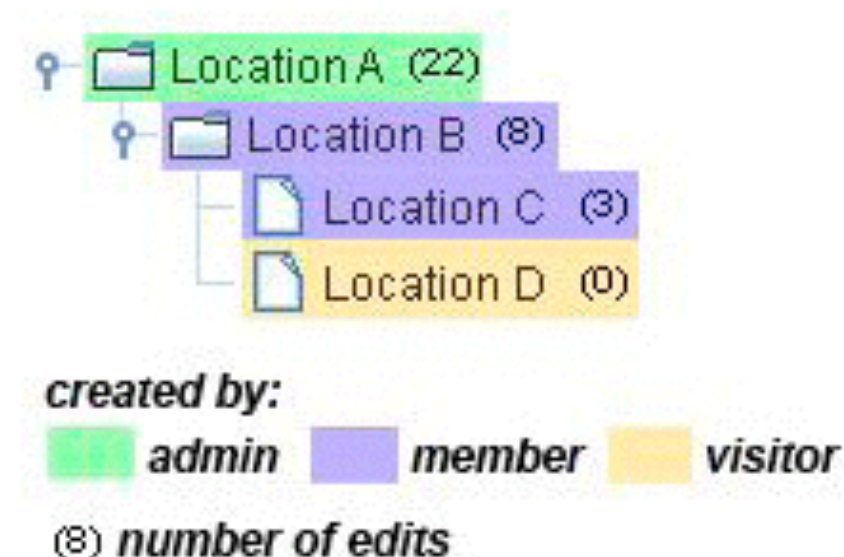 Location A (22)
Location B (8)
Location C (3)
Location D (0)
created by:
admin member visitor
(8) number of edits